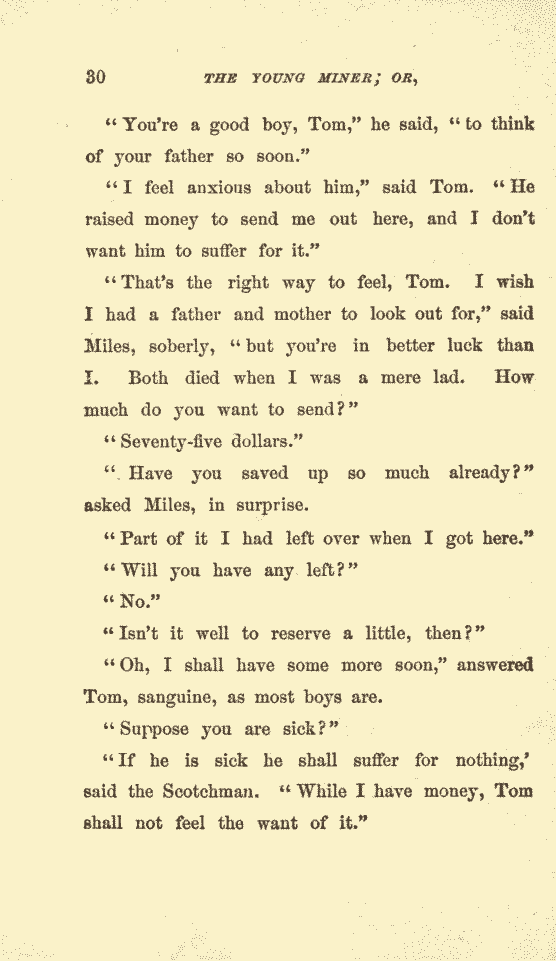 30 THE YOUNG MINER; OR,
“You're a good boy, Tom,” he said, “to think
of your father so soon.”
“I feel anxious about him,” said Tom. “He
raised money to send me out here, and I don't
want him to suffer for it.”
“That's the right way to feel, Tom. I wish
I had a father and mother to look out for,” said
Miles, soberly, “but you're in better luck than
I. Both died when I was a mere lad. How
much do you want to send?”
“Seventy-five dollars.”
“Have you saved up so much already?”
asked Miles, in surprise.
“Part of it I had left over when I got here.”
“Will you have any left?”
“No.”
“Isn't it well to reserve a little, then?”
“Oh, I shall have some more soon,” answered
Tom, sanguine, as most boys are.
“Suppose you are sick?”
“If he is sick he shall suffer for nothing,’
said the Scotchman. “While I have money, Tom
shall not feel the want of it.”